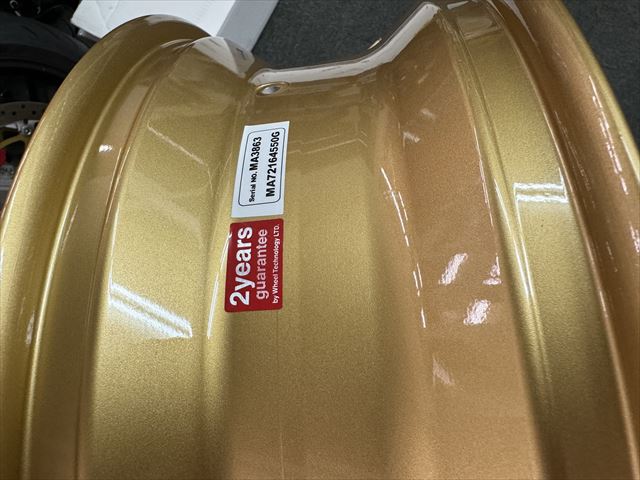 Serial NO. MA3863
MA72164550G
2years
guarantee
by Wheel Technology LTD.